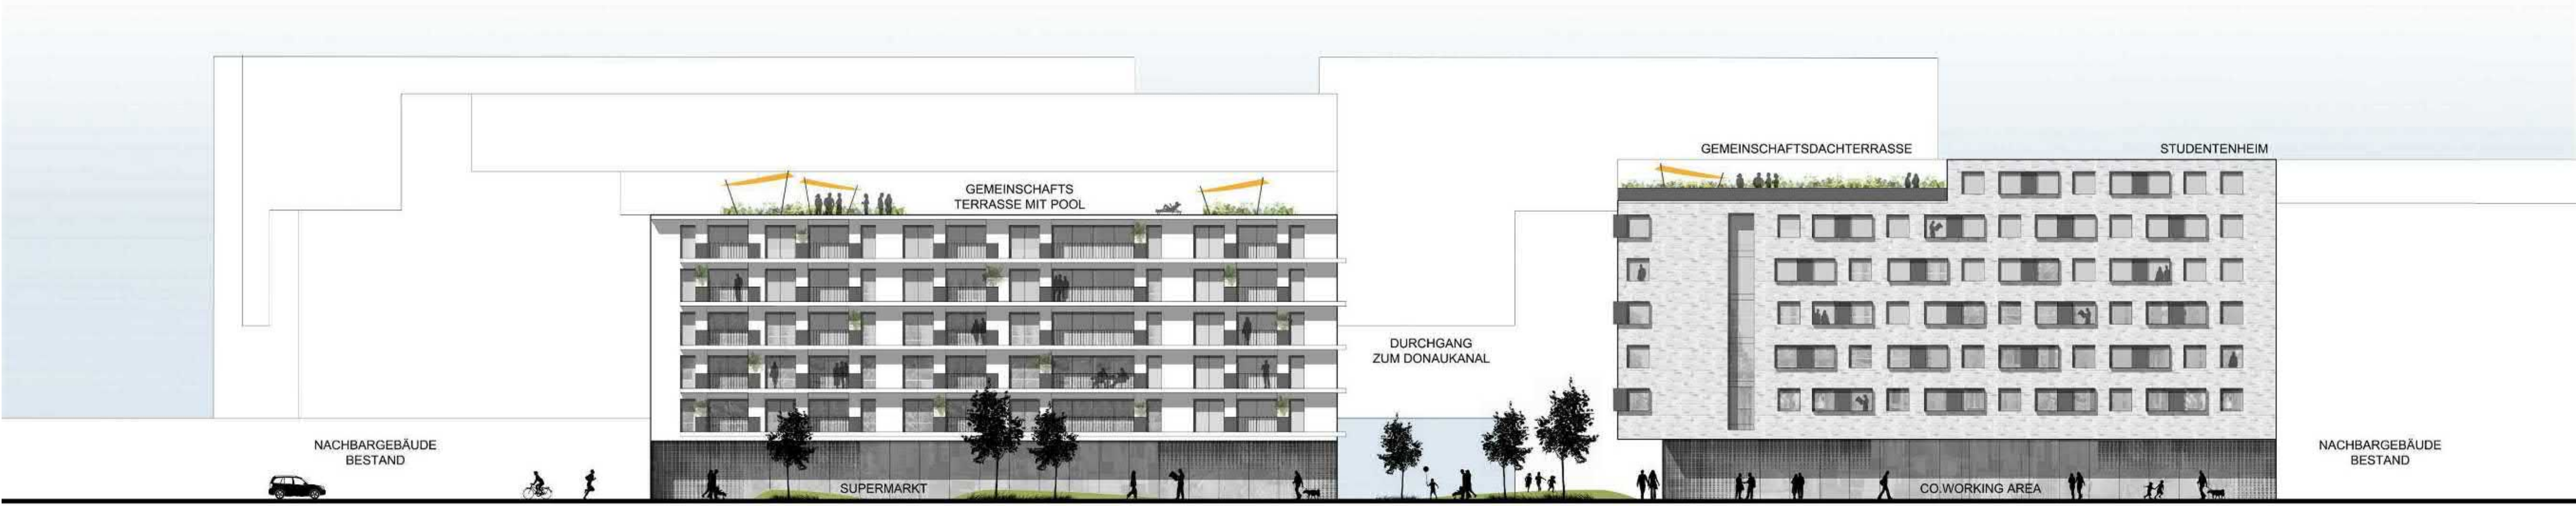 GEMEINSCHAFTSDACHTERRASSE
STUDENTENHEIM
GEMEINSCHAFTS
TERRASSE MIT POOL
DURCHGANG
ZUM DONAUKANAL
NACHBARGEBÄUDE
BESTAND
NACHBARGEBÄUDE
BESTAND
SUPERMARKT
CO.WORKING AREA